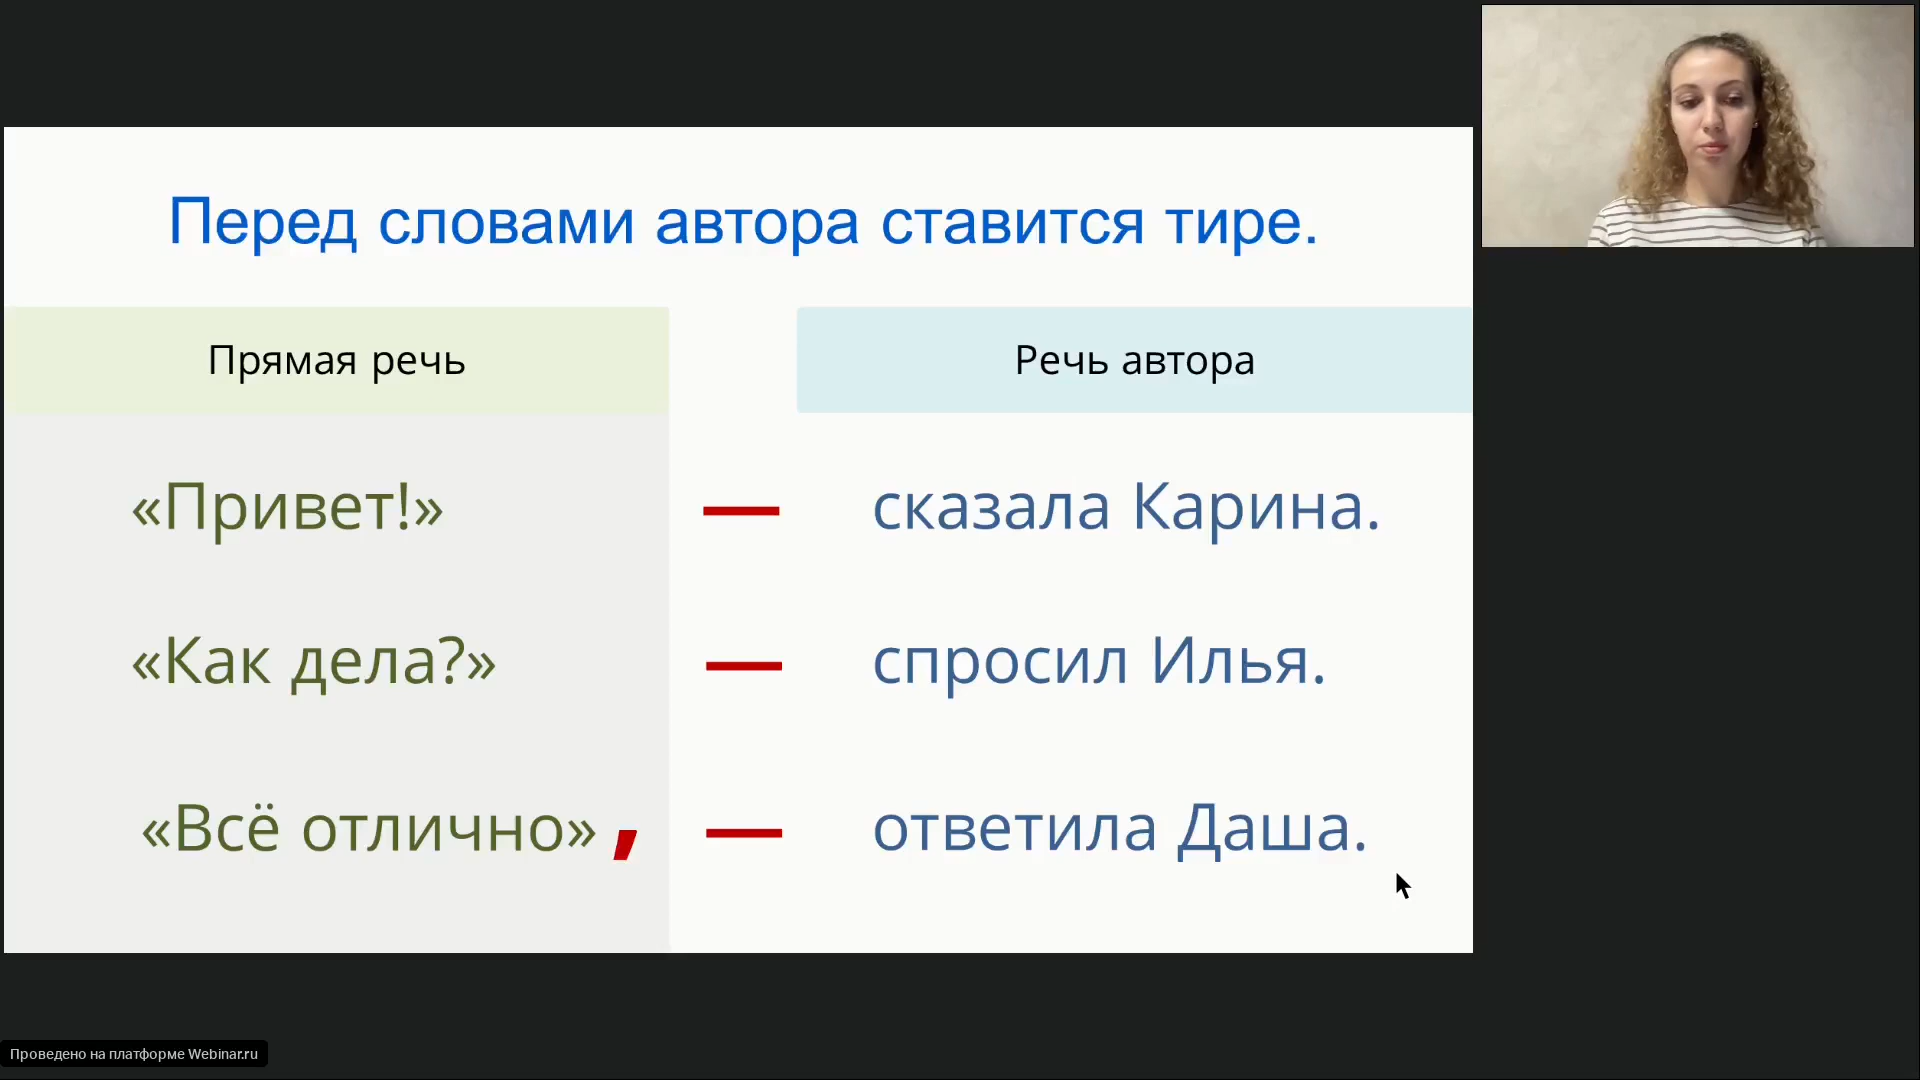 Перед словами автора ставится тире.
Прямая речь Речь автора
«Привет!» — сказала Карина.
«Как дела?» — спросил Илья.
«Всё отлично», — ответила Даша.
Проведено на платформе Webinar.ru